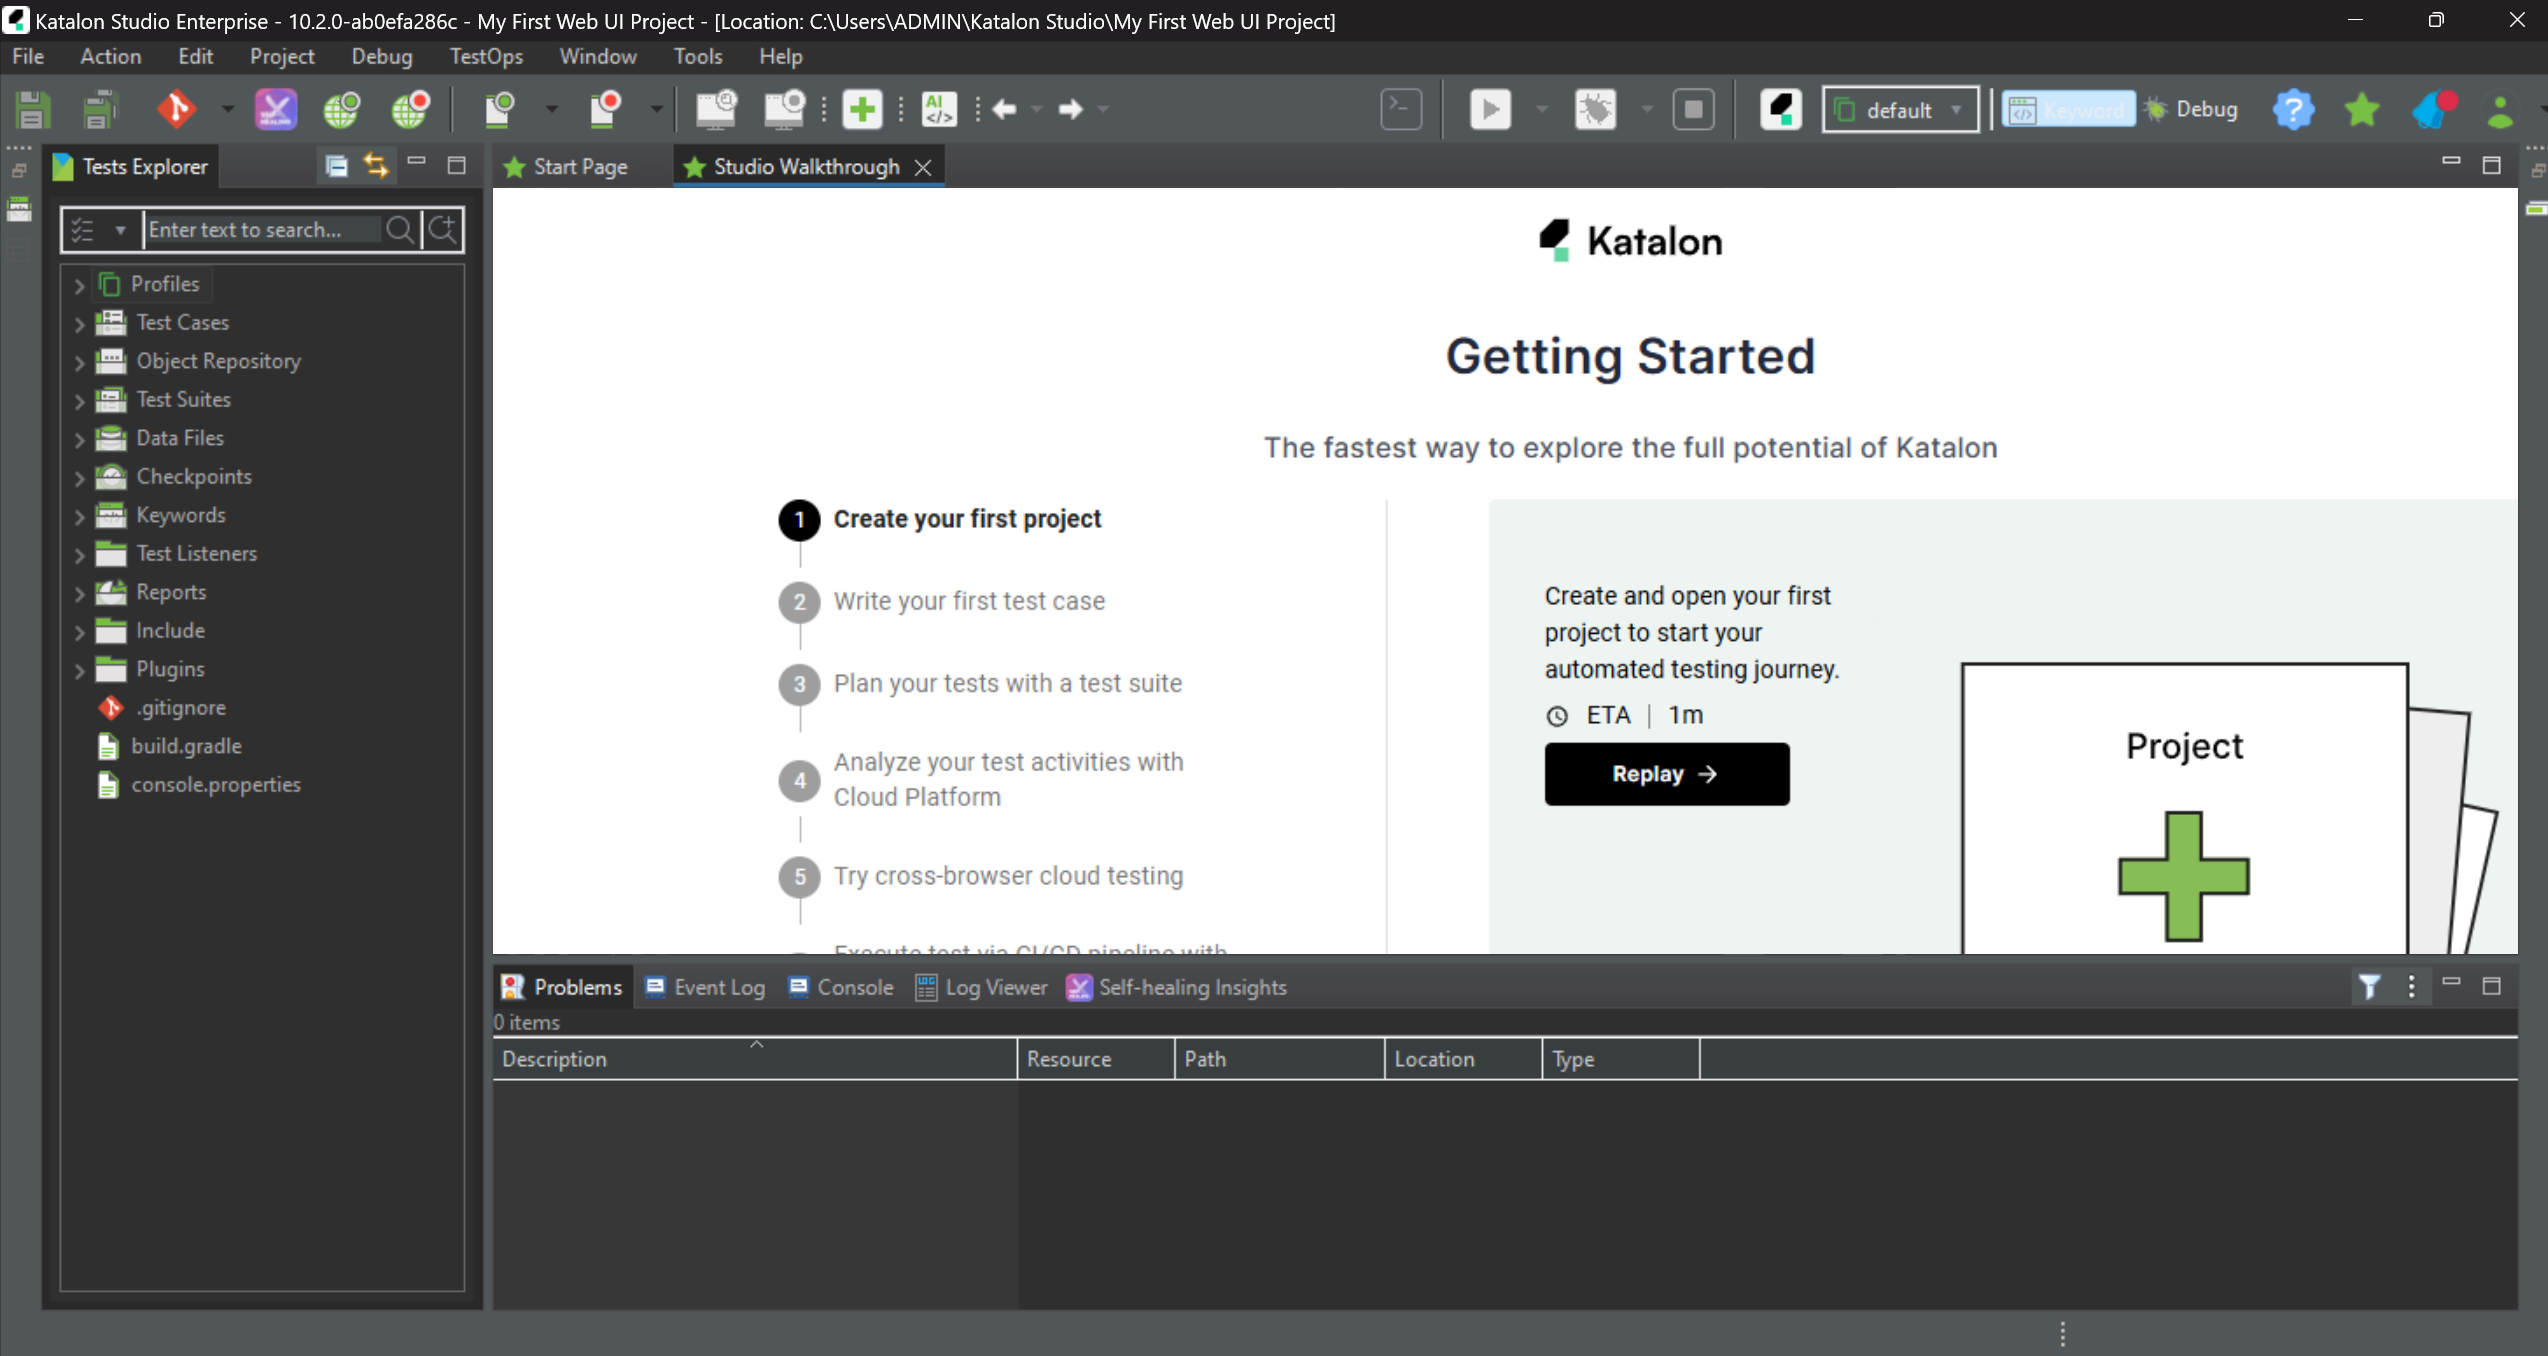 Katalon Studio Enterprise - 10.2.0-ab0efa286c - My First Web UI Project - [Location: C:\Users\ADMIN\Katalon Studio\My First Web UI Project]
File Action Edit Project Debug TestOps Window Tools Help
default Keyword Debug
Tests Explorer
Start Page Studio Walkthrough
Enter text to search...
Profiles
Test Cases
Object Repository
Test Suites
Data Files
Checkpoints
Keywords
Test Listeners
Reports
Include
Plugins
.gitignore
build.gradle
console.properties
Katalon
Getting Started
The fastest way to explore the full potential of Katalon
1 Create your first project
2 Write your first test case
3 Plan your tests with a test suite
4 Analyze your test activities with
Cloud Platform
5 Try cross-browser cloud testing
Execute test via CI/CD pipeline with
Create and open your first
project to start your
automated testing journey.
ETA | 1m
Replay →
Project
Problems Event Log Console Log Viewer Self-healing Insights
0 items
Description Resource Path Location Type